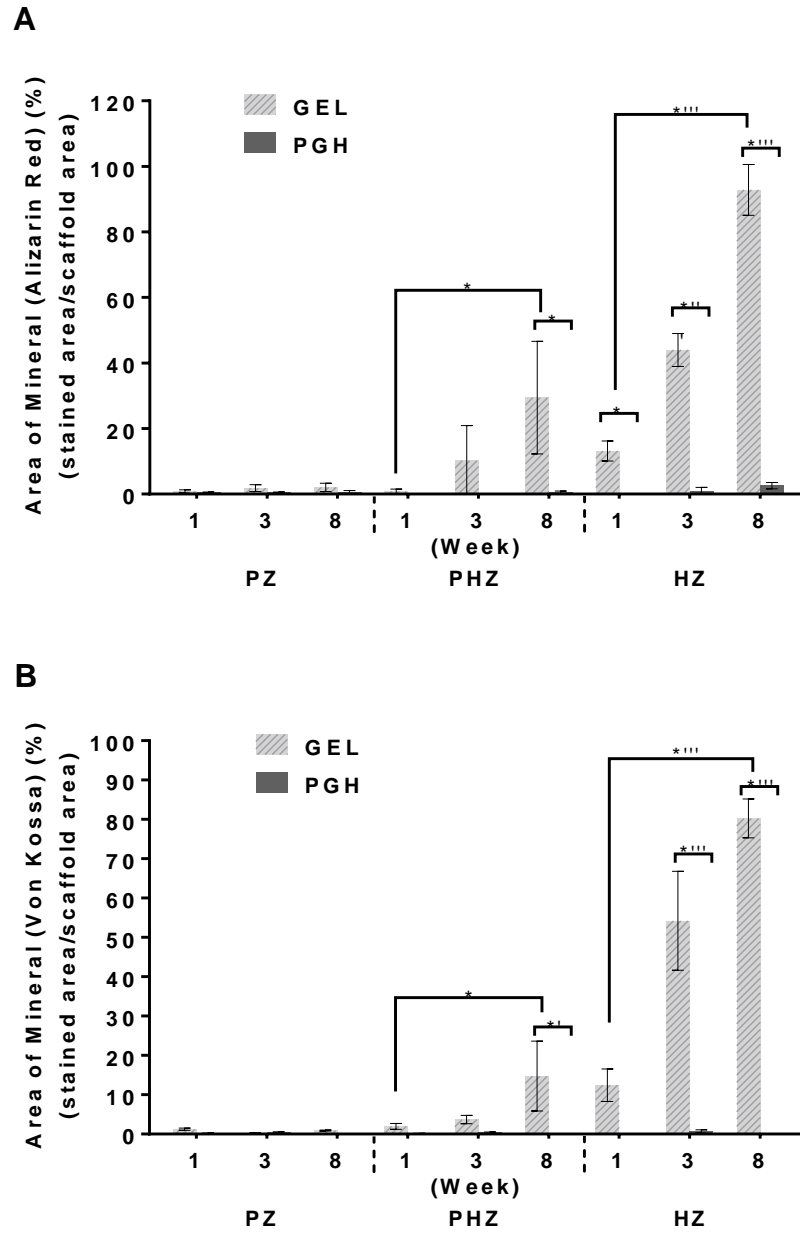 A
Area of Mineral (Alizarin Red) (%)
(stained area/scaffold area)
120
100
80
60
40
20
0
GEL
PGH
*
*
*
*''
*'''
*'''
1 3 8 1 3 8 1 3 8
(Week)
PZ PHZ HZ
B
Area of Mineral (Von Kossa) (%)
(stained area/scaffold area)
100
90
80
70
60
50
40
30
20
10
0
GEL
PGH
*
*'
*'''
*'''
*'''
1 3 8 1 3 8 1 3 8
(Week)
PZ PHZ HZ